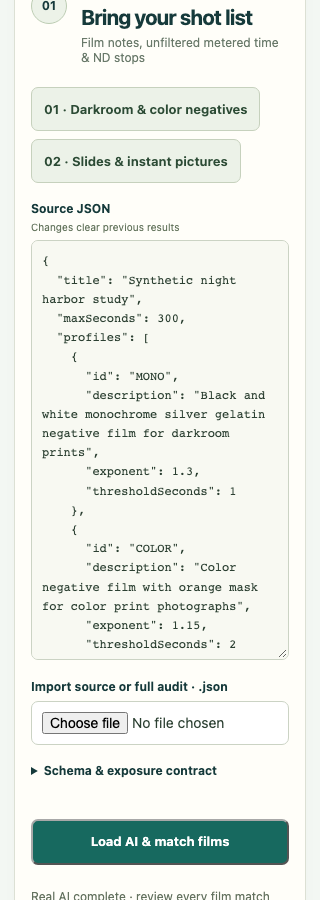 01
Bring your shot list
Film notes, unfiltered metered time
& ND stops
01 · Darkroom & color negatives
02 · Slides & instant pictures
Source JSON
Changes clear previous results
{
"title": "Synthetic night
harbor study",
"maxSeconds": 300,
"profiles": [
{
"id": "MONO",
"description": "Black and
white monochrome silver gelatin
negative film for darkroom
prints",
"exponent": 1.3,
"thresholdSeconds": 1
},
{
"id": "COLOR",
"description": "Color
negative film with orange mask
for color print photographs",
"exponent": 1.15,
"thresholdSeconds": 2
Import source or full audit · .json
Choose file No file chosen
Schema & exposure contract
Load AI & match films
Real AI complete · review every film match